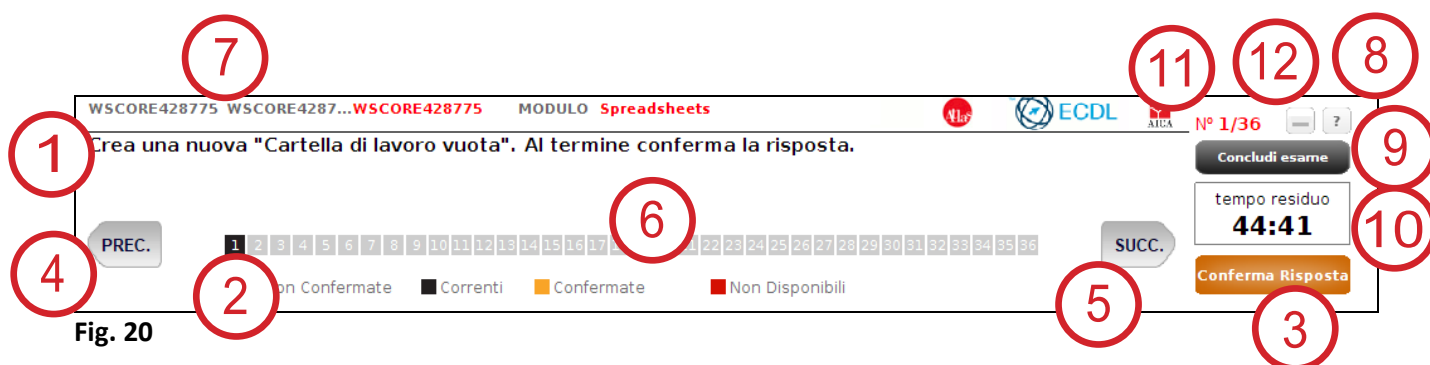 7
11
12
8
WSCORE428775 WSCORE4287...WSCORE428775 MODULO Spreadsheets
ECDL
AICA
N° 1/36
?
1
Crea una nuova "Cartella di lavoro vuota". Al termine conferma la risposta.
Concludi esame
9
tempo residuo
44:41
10
6
PREC.
1 2 3 4 5 6 7 8 9 10 11 12 13 14 15 16 17 22 23 24 25 26 27 28 29 30 31 32 33 34 35 36
SUCC.
4
2
Confermate
Correnti
Confermate
Non Disponibili
5
Conferma Risposta
3
Fig. 20